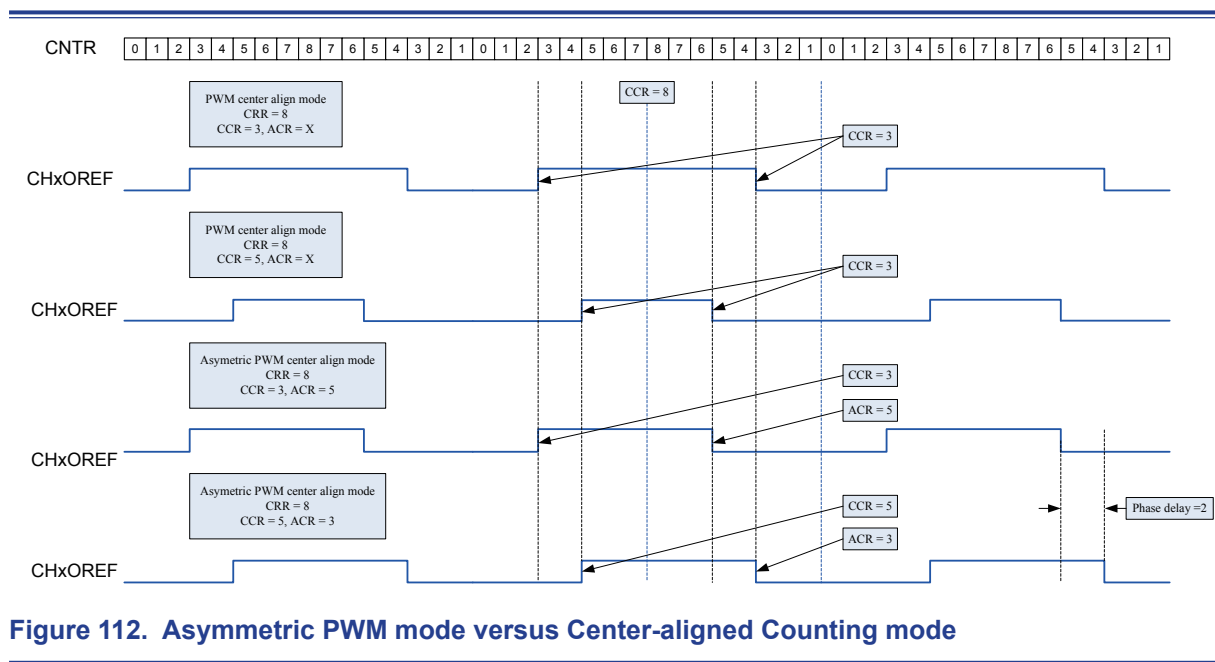 CNTR 0 1 2 3 4 5 6 7 8 7 6 5 4 3 2 1 0 1 2 3 4 5 6 7 8 7 6 5 4 3 2 1 0 1 2 3 4 5 6 7 8 7 6 5 4 3 2 1
PWM center align mode
CRR = 8
CCR = 3, ACR = X
CCR = 8
CCR = 3
CHxOREF
PWM center align mode
CRR = 8
CCR = 5, ACR = X
CCR = 3
CHxOREF
Asymetric PWM center align mode
CRR = 8
CCR = 3, ACR = 5
CCR = 3
ACR = 5
CHxOREF
Asymetric PWM center align mode
CRR = 8
CCR = 5, ACR = 3
CCR = 5
ACR = 3
Phase delay =2
CHxOREF
Figure 112. Asymmetric PWM mode versus Center-aligned Counting mode